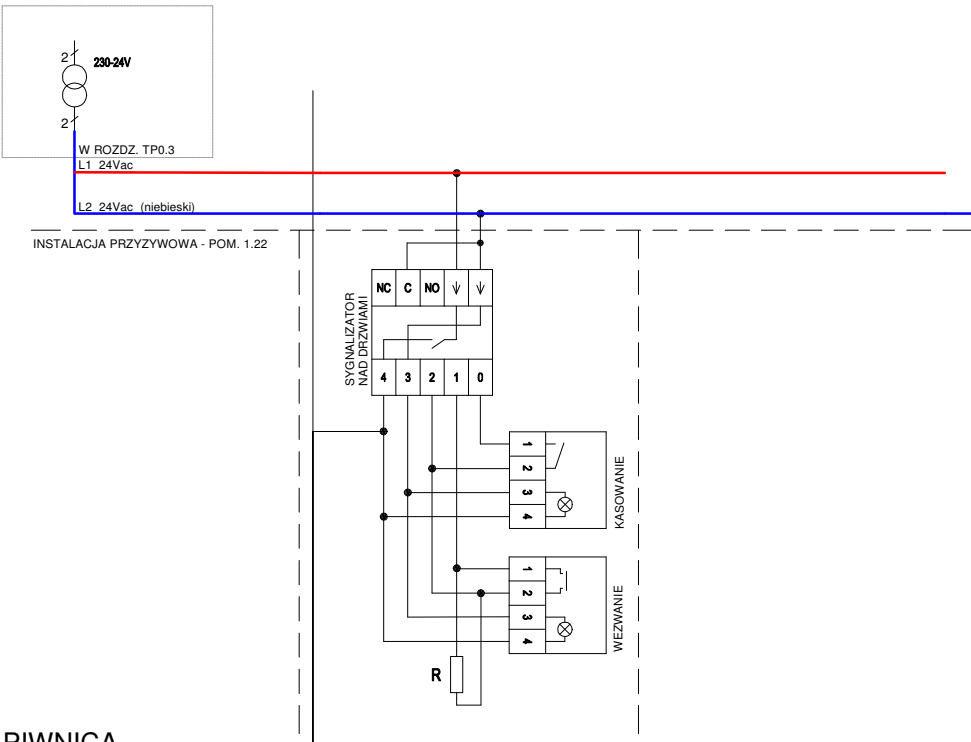 2
230-24V
2
W ROZDZ. TP0.3
L1 24Vac
L2 24Vac (niebieski)
INSTALACJA PRZYZYWOWA - POM. 1.22
SYGNALIZATOR
NAD DRZWIAMI
NC C NO
4 3 2 1 0
1
2
3
4
KASOWANIE
1
2
3
4
WEZWANIE
R
PIWNICA